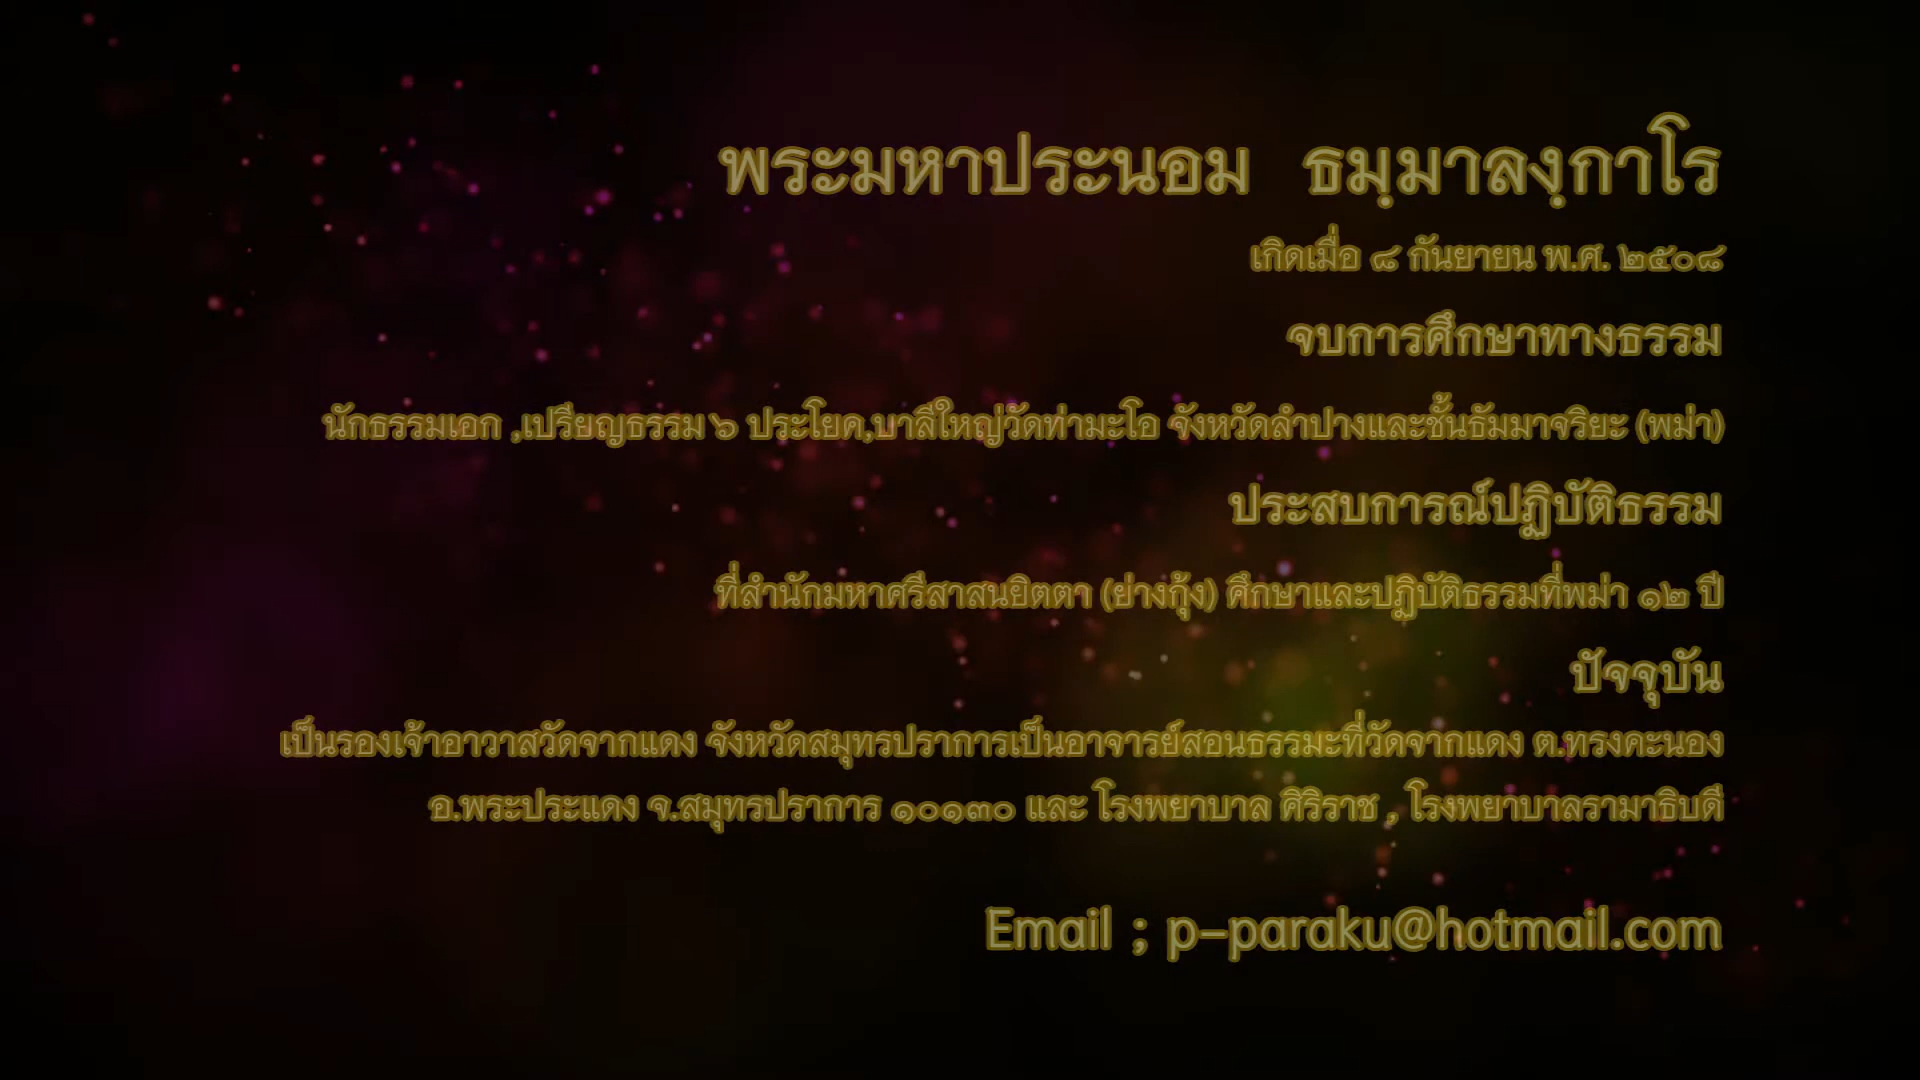 พระมหาประนอม ธมฺมาลงฺกาโร
เกิดเมื่อ ๘ กันยายน พ.ศ. ๒๕๐๘
จบการศึกษาทางธรรม
นักธรรมเอก ,เปรียญธรรม ๖ ประโยค,บาลีใหญ่วัดท่ามะโอ จังหวัดลำปางและชั้นธัมมาจริยะ (พม่า)
ประสบการณ์ปฏิบัติธรรม
ที่สำนักมหาศรีสาสนยิตตา (ย่างกุ้ง) ศึกษาและปฏิบัติธรรมที่พม่า ๑๒ ปี
ปัจจุบัน
เป็นรองเจ้าอาวาสวัดจากแดง จังหวัดสมุทรปราการเป็นอาจารย์สอนธรรมะที่วัดจากแดง ต.ทรงคะนอง
อ.พระประแดง จ.สมุทรปราการ ๑๐๑๓๐ และ โรงพยาบาล ศิริราช , โรงพยาบาลรามาธิบดี
Email ; p-paraku@hotmail.com